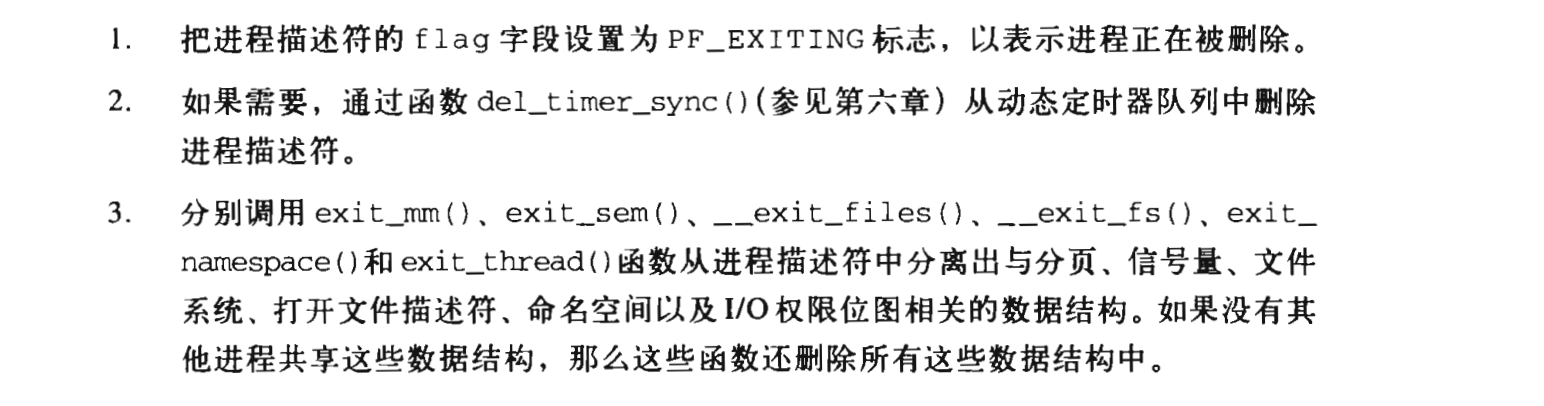 1. 把进程描述符的 flag 字段设置为 PF_EXITING 标志，以表示进程正在被删除。
2. 如果需要，通过函数 del_timer_sync()(参见第六章）从动态定时器队列中删除
进程描述符。
3. 分别调用 exit_mm()、exit_sem()、__exit_files()、__exit_fs()、exit_
namespace()和 exit_thread()函数从进程描述符中分离出与分页、信号量、文件
系统、打开文件描述符、命名空间以及 I/O 权限位图相关的数据结构。如果没有其
他进程共享这些数据结构，那么这些函数还删除所有这些数据结构中。